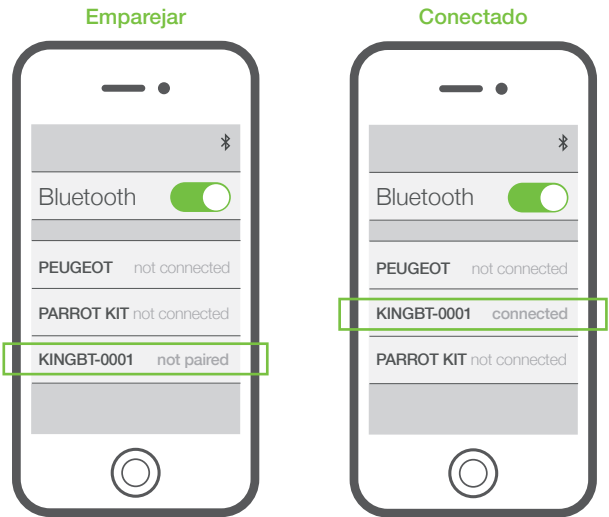 Emparejar
Bluetooth
PEUGEOT not connected
PARROT KIT not connected
KINGBT-0001 not paired
Conectado
Bluetooth
PEUGEOT not connected
KINGBT-0001 connected
PARROT KIT not connected